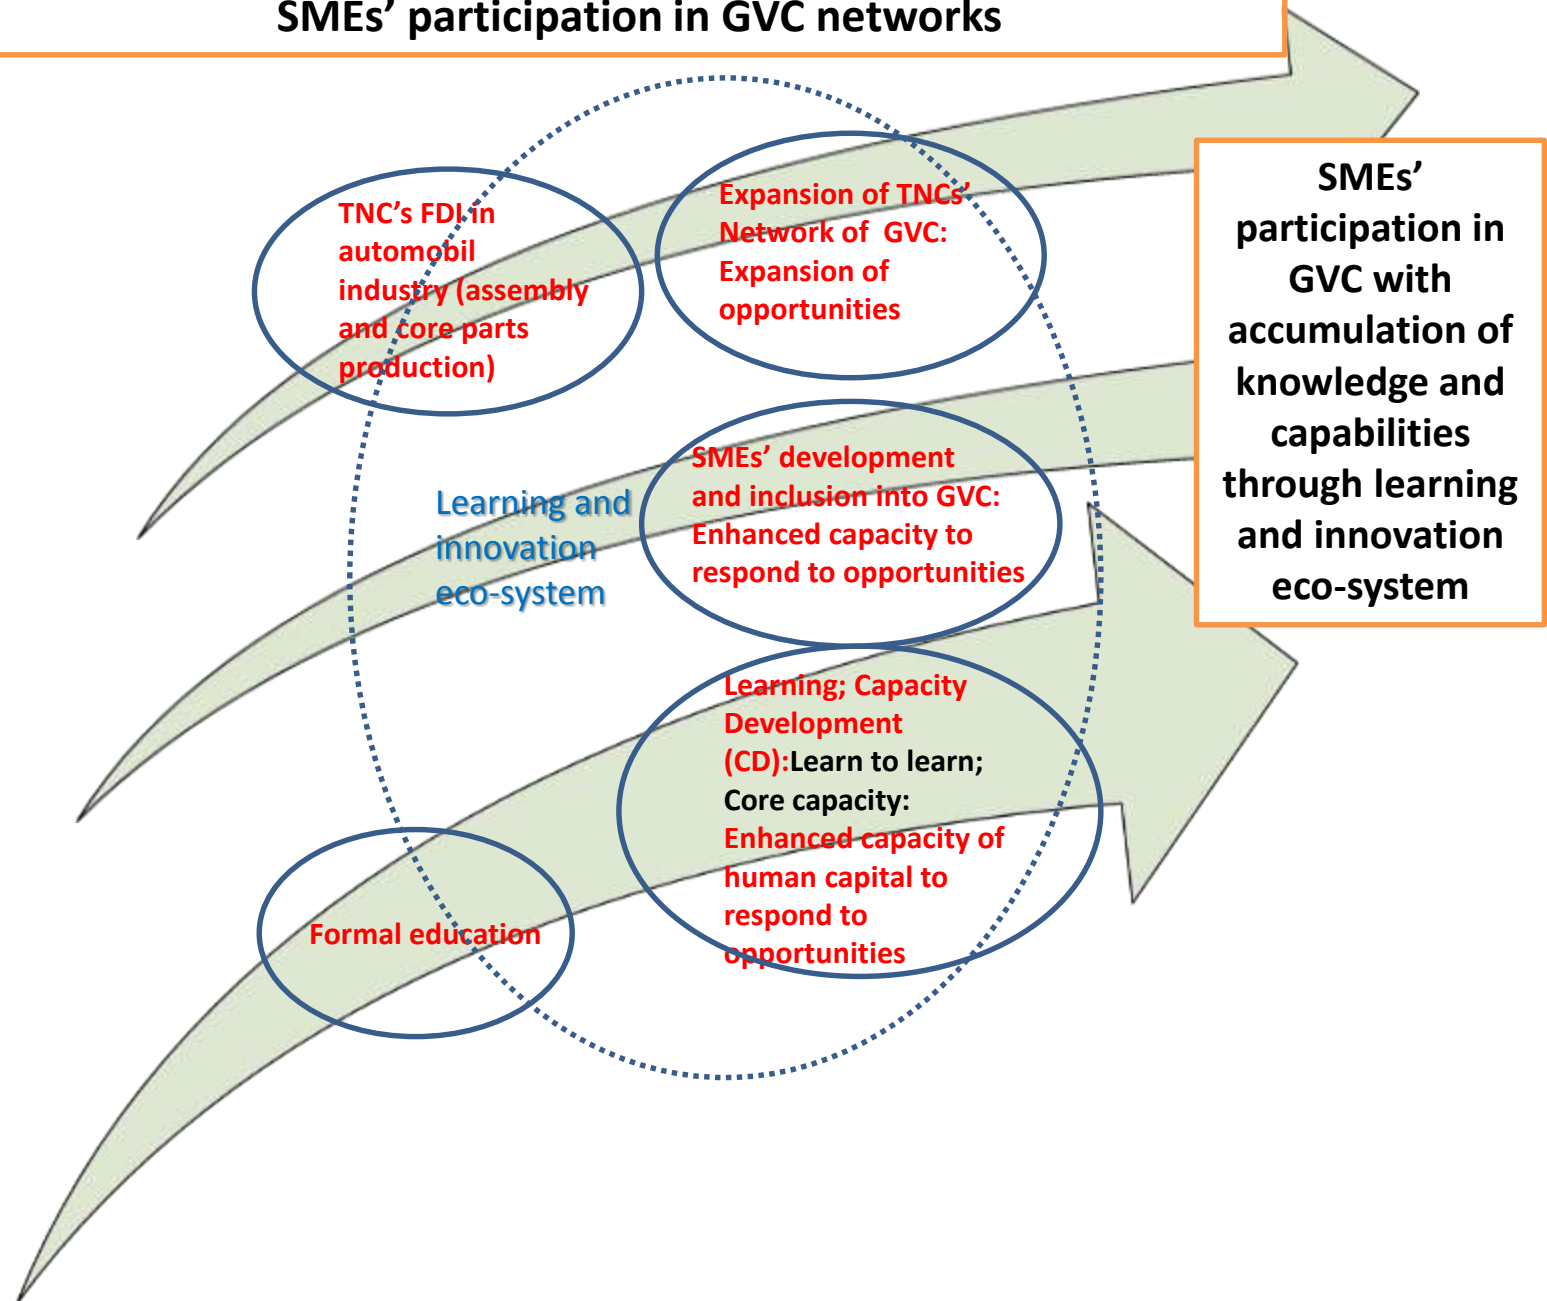 SMEs’ participation in GVC networks
TNC’s FDI in
automobil
industry (assembly
and core parts
production)
Expansion of TNCs’
Network of GVC:
Expansion of
opportunities
SMEs’
participation in
GVC with
accumulation of
knowledge and
capabilities
through learning
and innovation
eco-system
Learning and
innovation
eco-system
SMEs’ development
and inclusion into GVC:
Enhanced capacity to
respond to opportunities
Learning; Capacity
Development
(CD):Learn to learn;
Core capacity:
Enhanced capacity of
human capital to
respond to
opportunities
Formal education